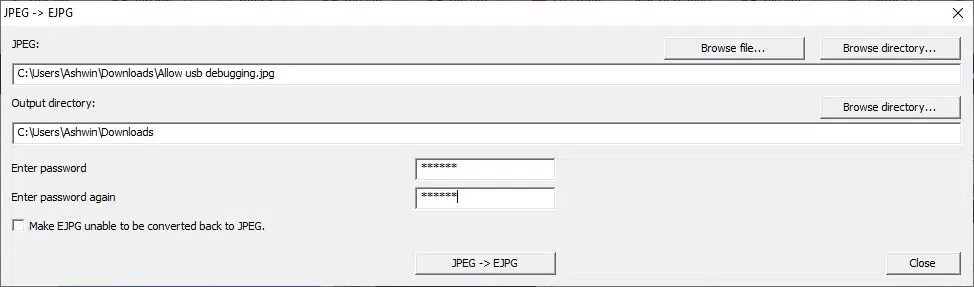 JPEG -> EJPG
JPEG:
Browse file...
Browse directory...
C:\Users\Ashwin\Downloads\Allow usb debugging.jpg
Output directory:
Browse directory...
C:\Users\Ashwin\Downloads
Enter password
******
Enter password again
******
Make EJPG unable to be converted back to JPEG.
JPEG -> EJPG
Close